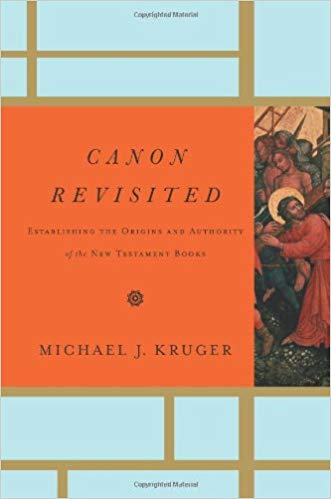 CANON
REVISITED
ESTABLISHING THE ORIGINS AND AUTHORITY
of the NEW TESTAMENT BOOKS
MICHAEL J. KRUGER